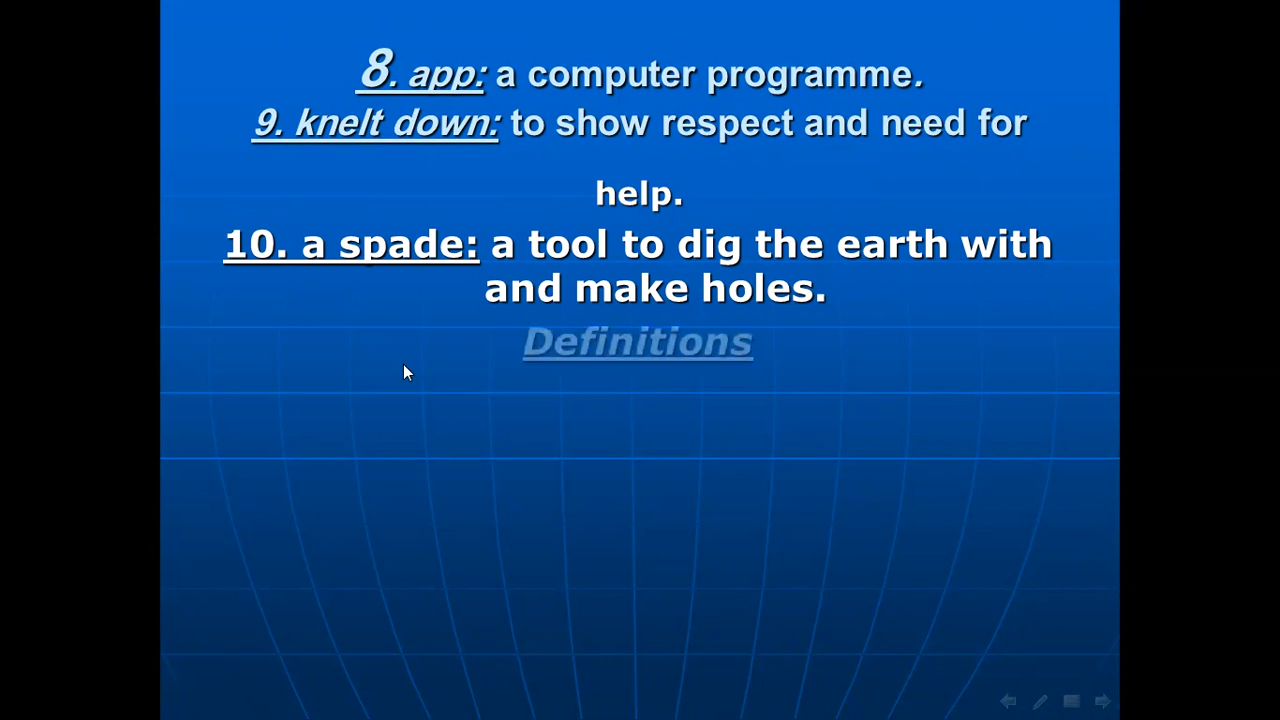 8. app: a computer programme.
9. knelt down: to show respect and need for
help.
10. a spade: a tool to dig the earth with
and make holes.
Definitions